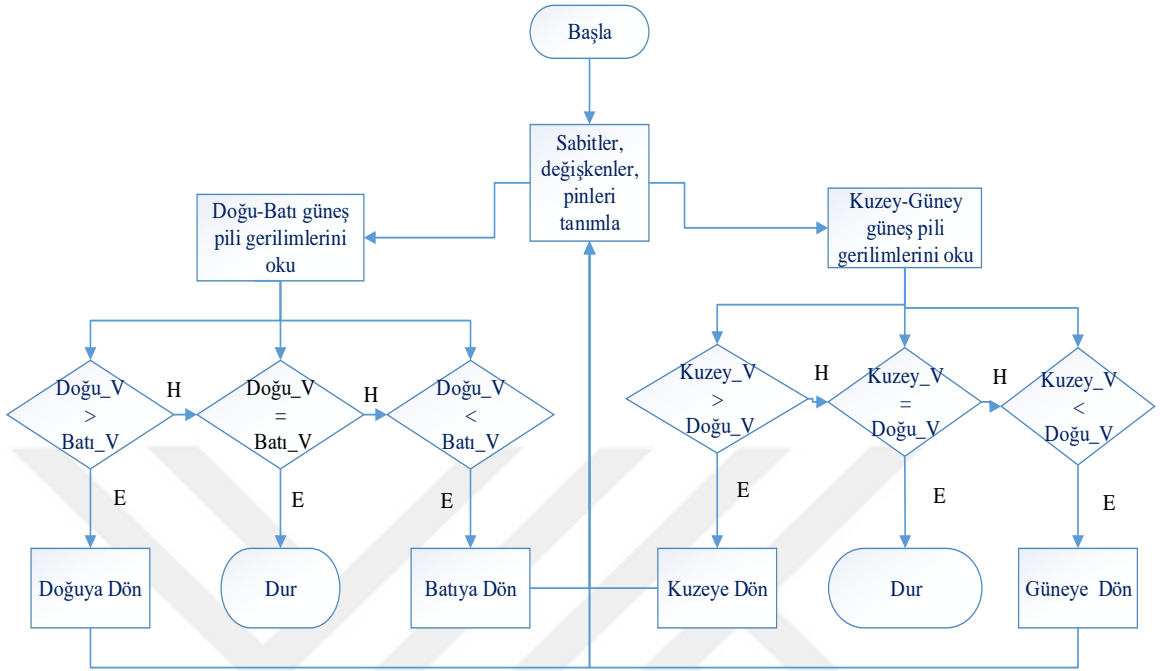 Başla
Sabitler,
değişkenler,
pinleri
tanımla
Doğu-Batı güneş
pili gerilimlerini
oku
Kuzey-Güney
güneş pili
gerilimlerini oku
Doğu_V
>
Batı_V
H
Doğu_V
=
Batı_V
H
Doğu_V
<
Batı_V
Kuzey_V
>
Doğu_V
H
Kuzey_V
=
Doğu_V
H
Kuzey_V
<
Doğu_V
E
E
E
E
E
E
Doğuya Dön
Dur
Batıya Dön
Kuzeye Dön
Dur
Güneye Dön